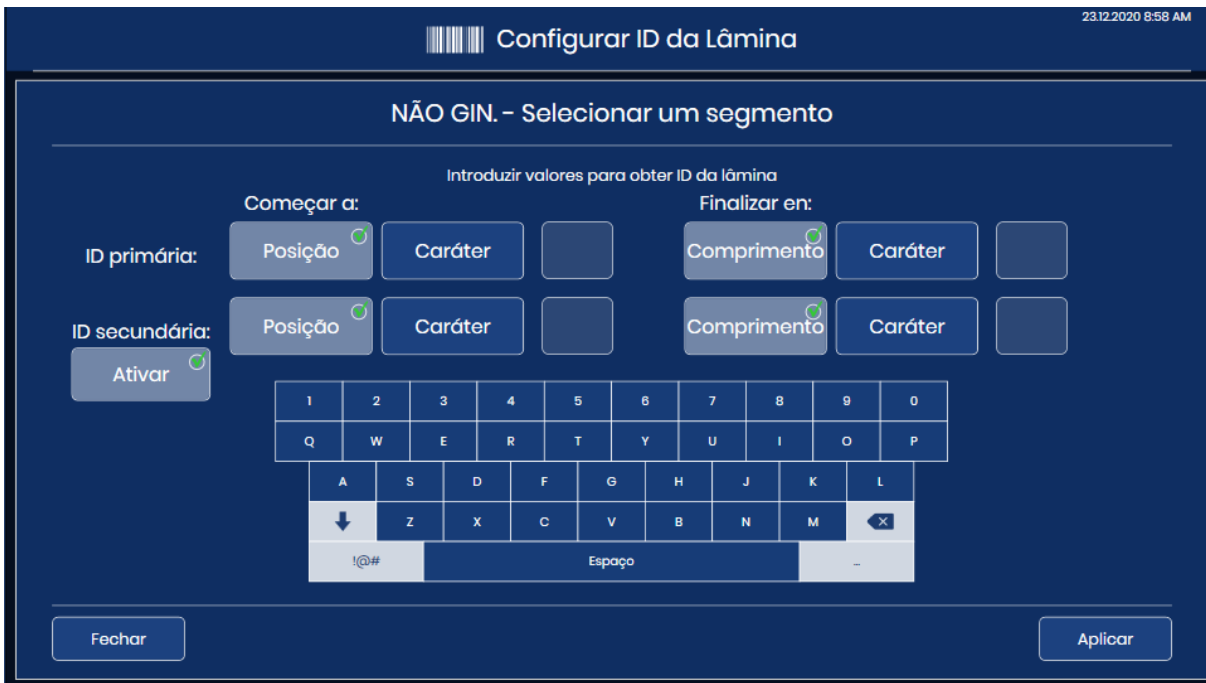 23.12.2020 8:58 AM
Configurar ID da Lâmina
NÃO GIN. - Selecionar um segmento
Introduzir valores para obter ID da lâmina
Começar a: Finalizar en:
ID primária: Posição Caráter Comprimento Caráter
ID secundária: Posição Caráter Comprimento Caráter
Ativar
1 2 3 4 5 6 7 8 9 0
Q W E R T Y U I O P
A S D F G H J K L
Z X C V B N M
!@# Espaço ...
Fechar Aplicar